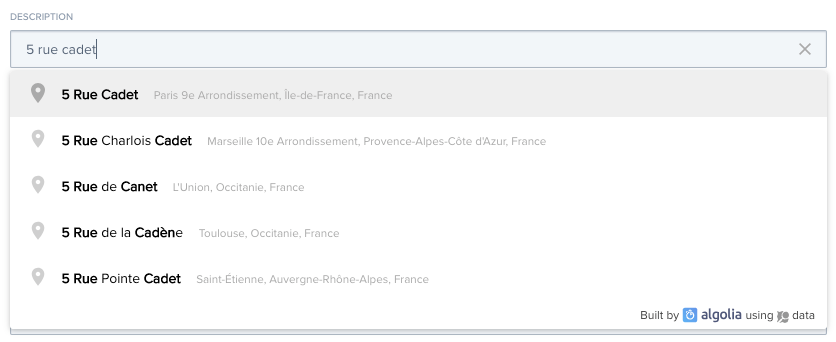 DESCRIPTION
5 rue cadet
5 Rue Cadet Paris 9e Arrondissement, Île-de-France, France
5 Rue Charlois Cadet Marseille 10e Arrondissement, Provence-Alpes-Côte d'Azur, France
5 Rue de Canet L'Union, Occitanie, France
5 Rue de la Cadène Toulouse, Occitanie, France
5 Rue Pointe Cadet Saint-Étienne, Auvergne-Rhône-Alpes, France
Built by algolia using data